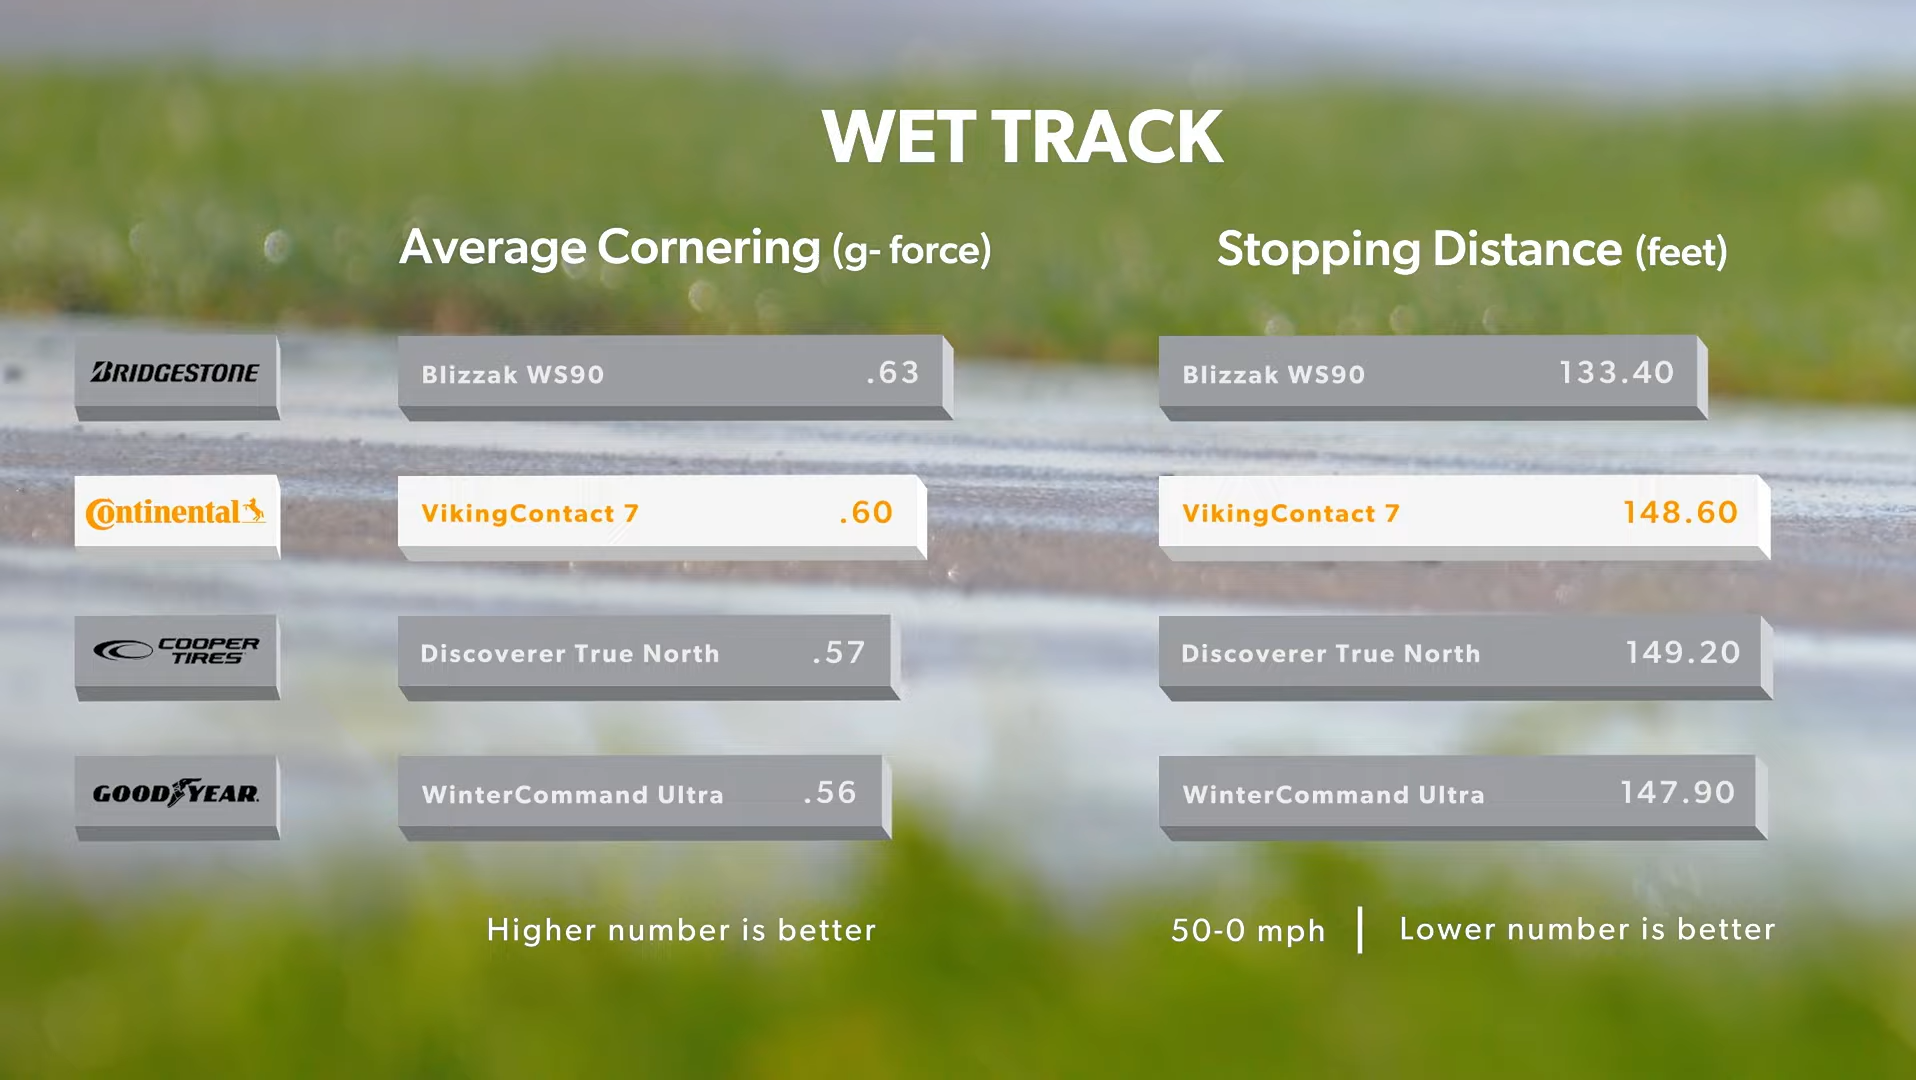 WET TRACK
Average Cornering (g- force)
Stopping Distance (feet)
BRIDGESTONE
Blizzak WS90 .63
Blizzak WS90 133.40
Continental
VikingContact 7 .60
VikingContact 7 148.60
COOPER
TIRES
Discoverer True North .57
Discoverer True North 149.20
GOODYEAR
WinterCommand Ultra .56
WinterCommand Ultra 147.90
Higher number is better
50-0 mph | Lower number is better